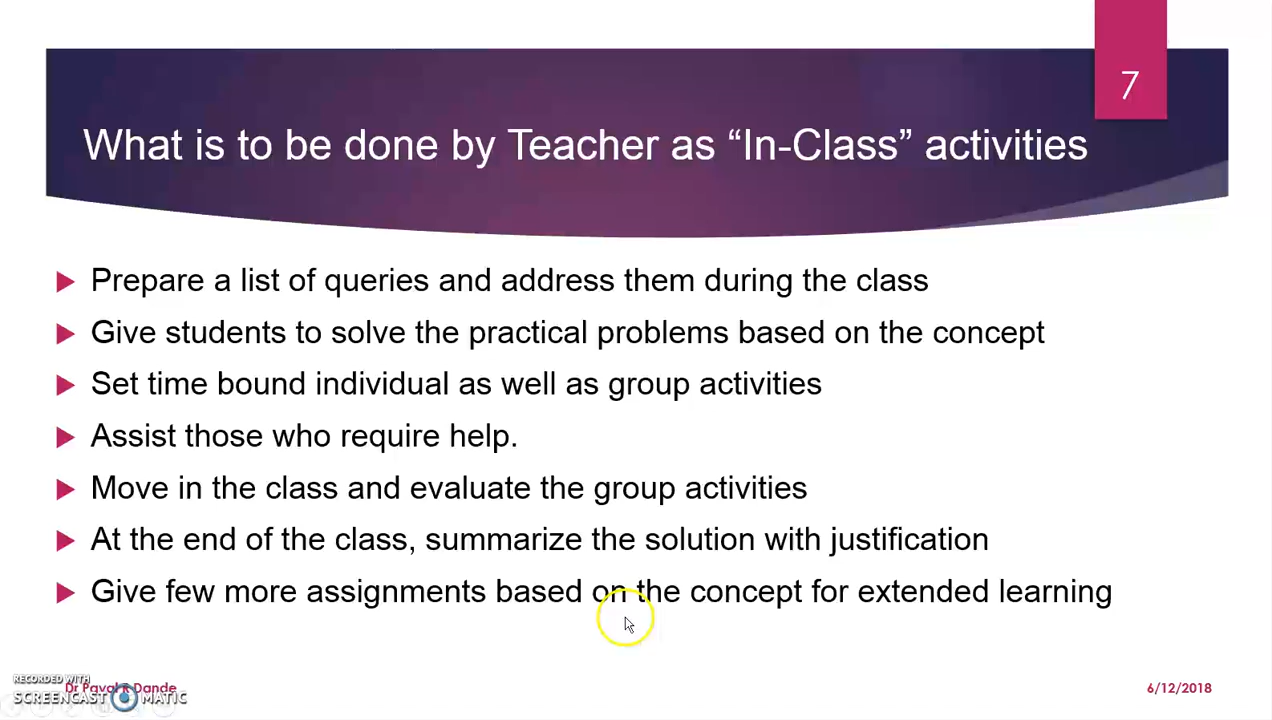 7
What is to be done by Teacher as “In-Class” activities
Prepare a list of queries and address them during the class
Give students to solve the practical problems based on the concept
Set time bound individual as well as group activities
Assist those who require help.
Move in the class and evaluate the group activities
At the end of the class, summarize the solution with justification
Give few more assignments based on the concept for extended learning
RECORDED WITH
SCREENCAST MATIC
Dande
6/12/2018